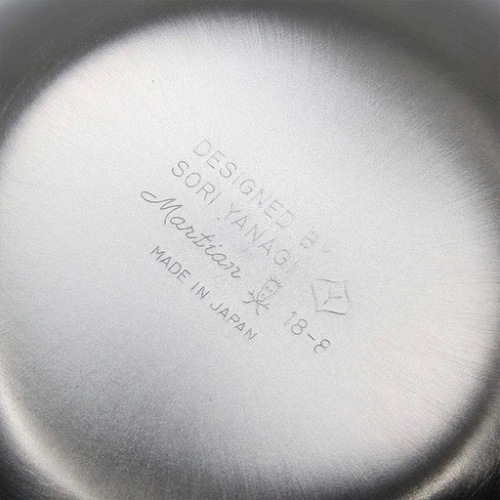 DESIGNED BY
SORI YANAGI
Martian 18-8
MADE IN JAPAN